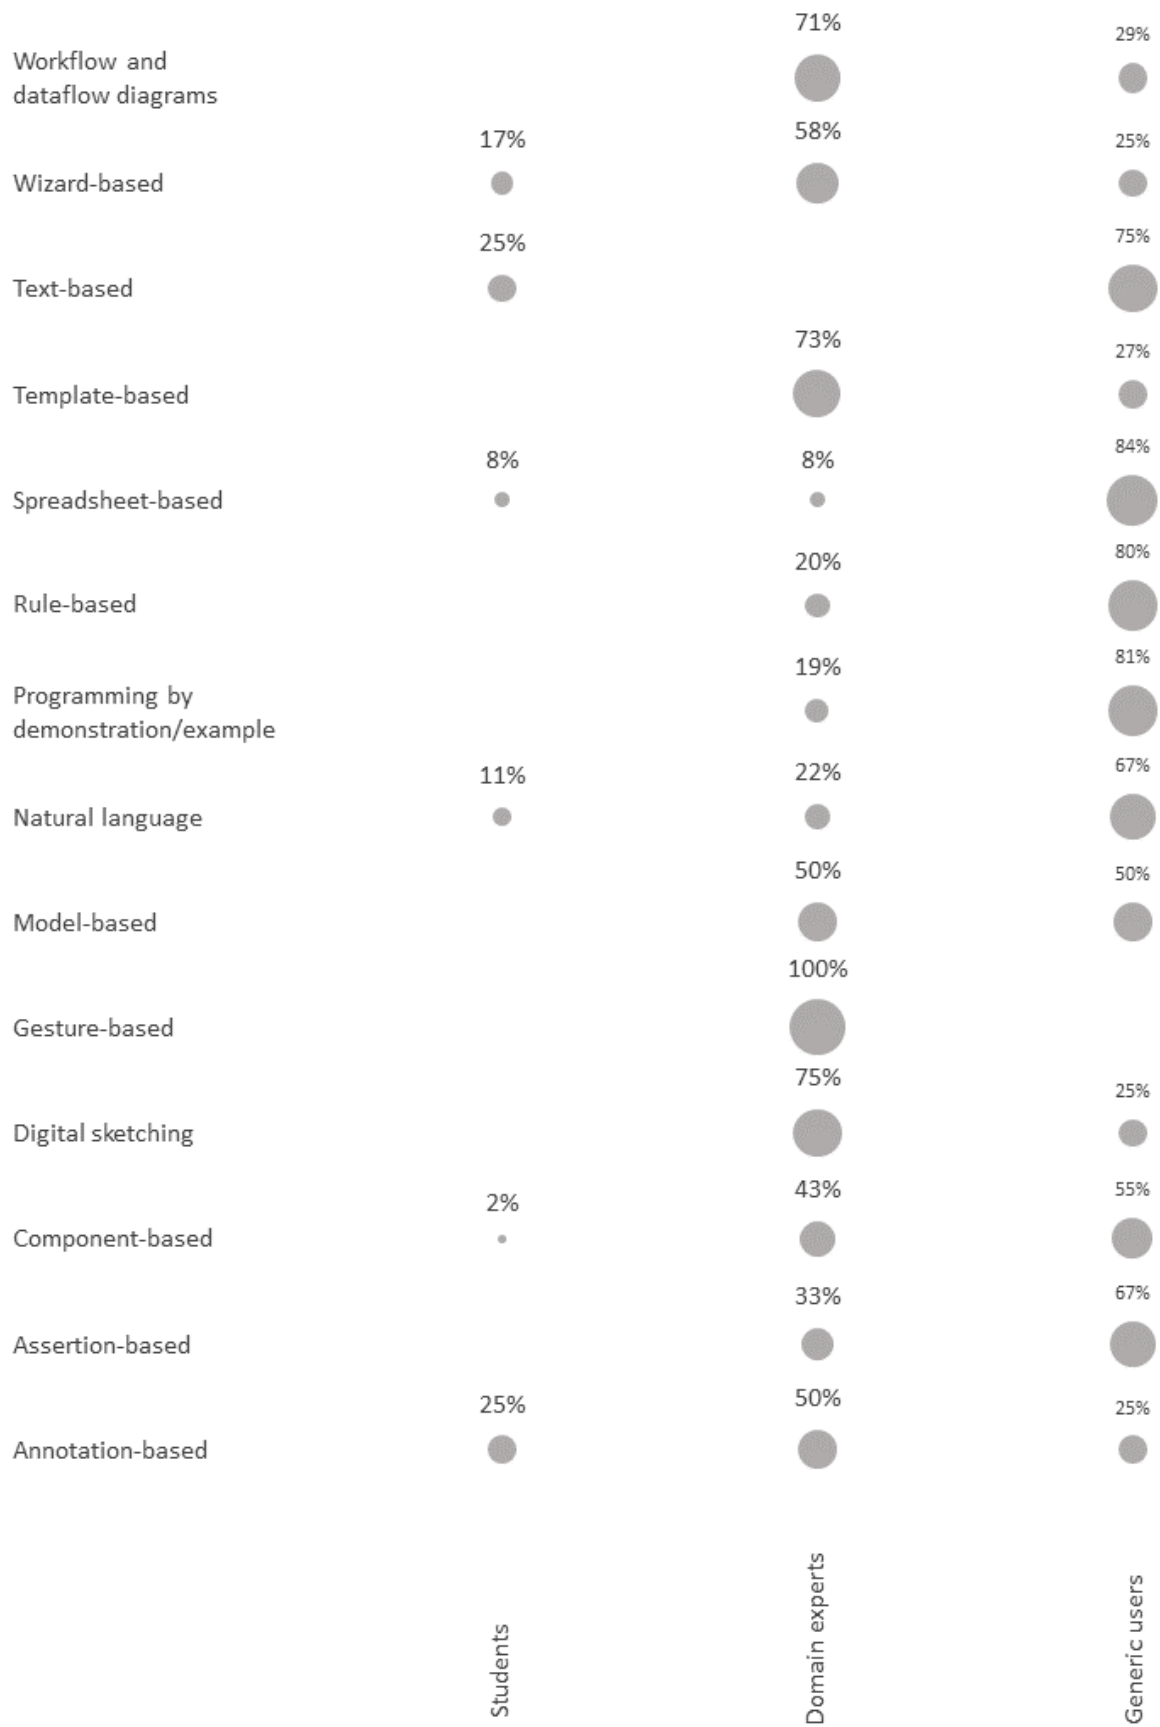 71%
29%
Workflow and
dataflow diagrams
17%
58%
25%
Wizard-based
25%
75%
Text-based
73%
27%
Template-based
8%
8%
84%
Spreadsheet-based
20%
80%
Rule-based
19%
81%
Programming by
demonstration/example
11%
22%
67%
Natural language
50%
50%
Model-based
100%
Gesture-based
75%
25%
Digital sketching
2%
43%
55%
Component-based
33%
67%
Assertion-based
25%
50%
25%
Annotation-based
Students
Domain experts
Generic users